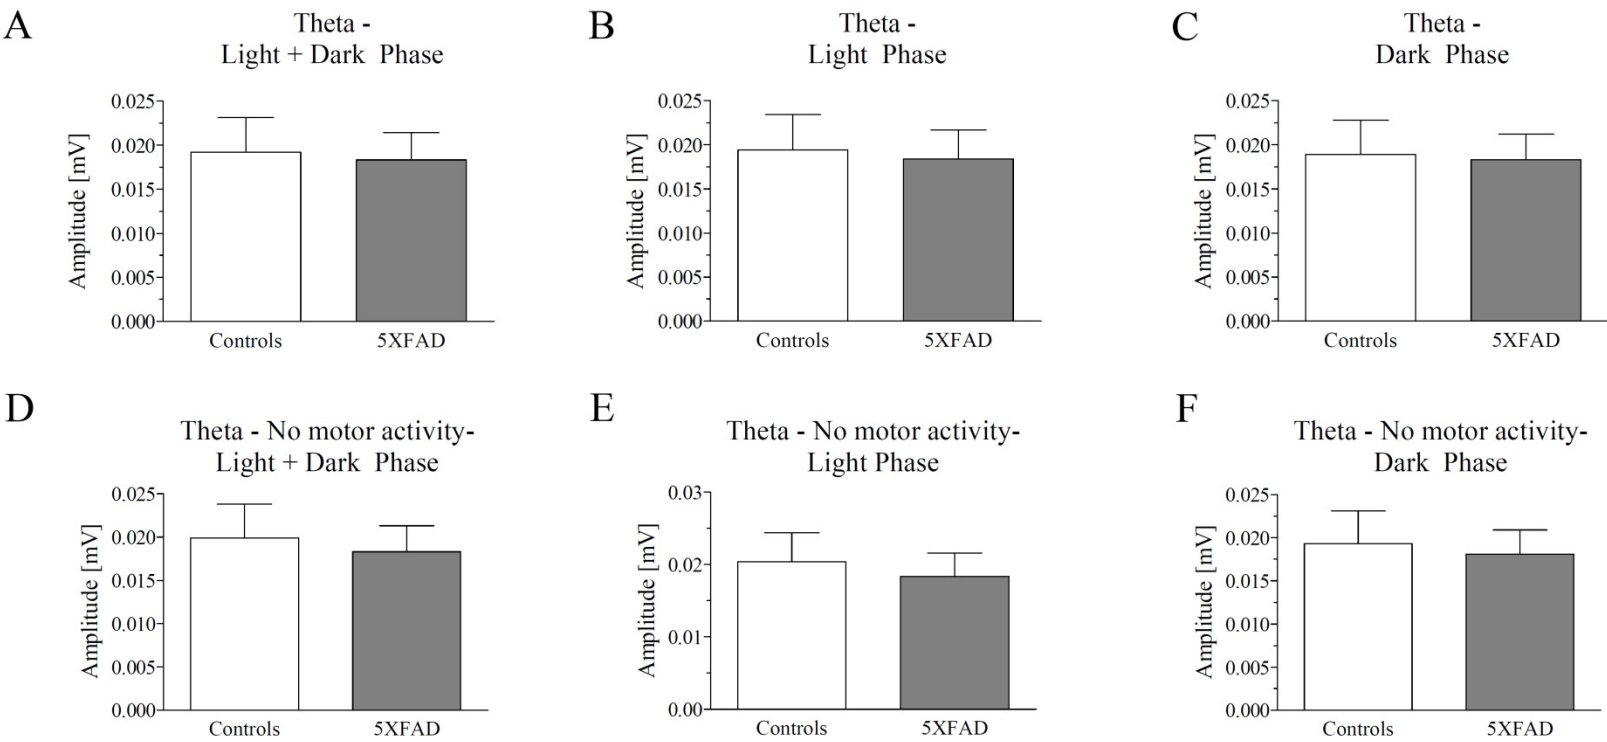 A
Theta -
Light + Dark Phase
Amplitude [mV]
0.025
0.020
0.015
0.010
0.005
0.000
Controls
5XFAD
B
Theta -
Light Phase
Amplitude [mV]
0.025
0.020
0.015
0.010
0.005
0.000
Controls
5XFAD
C
Theta -
Dark Phase
Amplitude [mV]
0.025
0.020
0.015
0.010
0.005
0.000
Controls
5XFAD
D
Theta - No motor activity-
Light + Dark Phase
Amplitude [mV]
0.025
0.020
0.015
0.010
0.005
0.000
Controls
5XFAD
E
Theta - No motor activity-
Light Phase
Amplitude [mV]
0.03
0.02
0.01
0.00
Controls
5XFAD
F
Theta - No motor activity-
Dark Phase
Amplitude [mV]
0.025
0.020
0.015
0.010
0.005
0.000
Controls
5XFAD